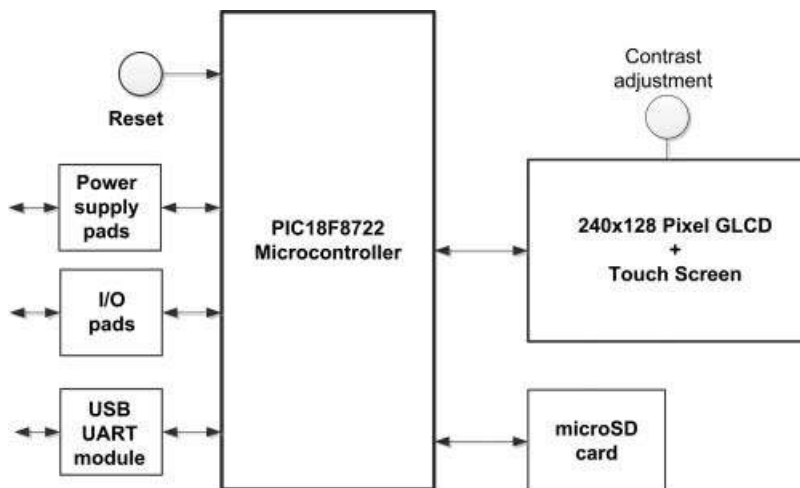 Reset
Power
supply
pads
I/O
pads
USB
UART
module
PIC18F8722
Microcontroller
Contrast
adjustment
240x128 Pixel GLCD
+
Touch Screen
microSD
card